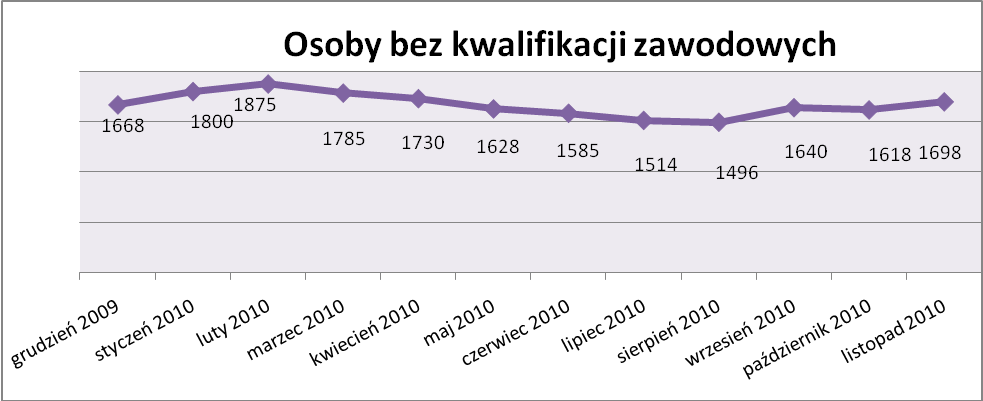 Osoby bez kwalifikacji zawodowych
1668
1800
1875
1785
1730
1628
1585
1514
1496
1640
1618
1698
grudzień 2009
styczeń 2010
luty 2010
marzec 2010
kwiecień 2010
maj 2010
czerwiec 2010
lipiec 2010
sierpień 2010
wrzesień 2010
październik 2010
listopad 2010